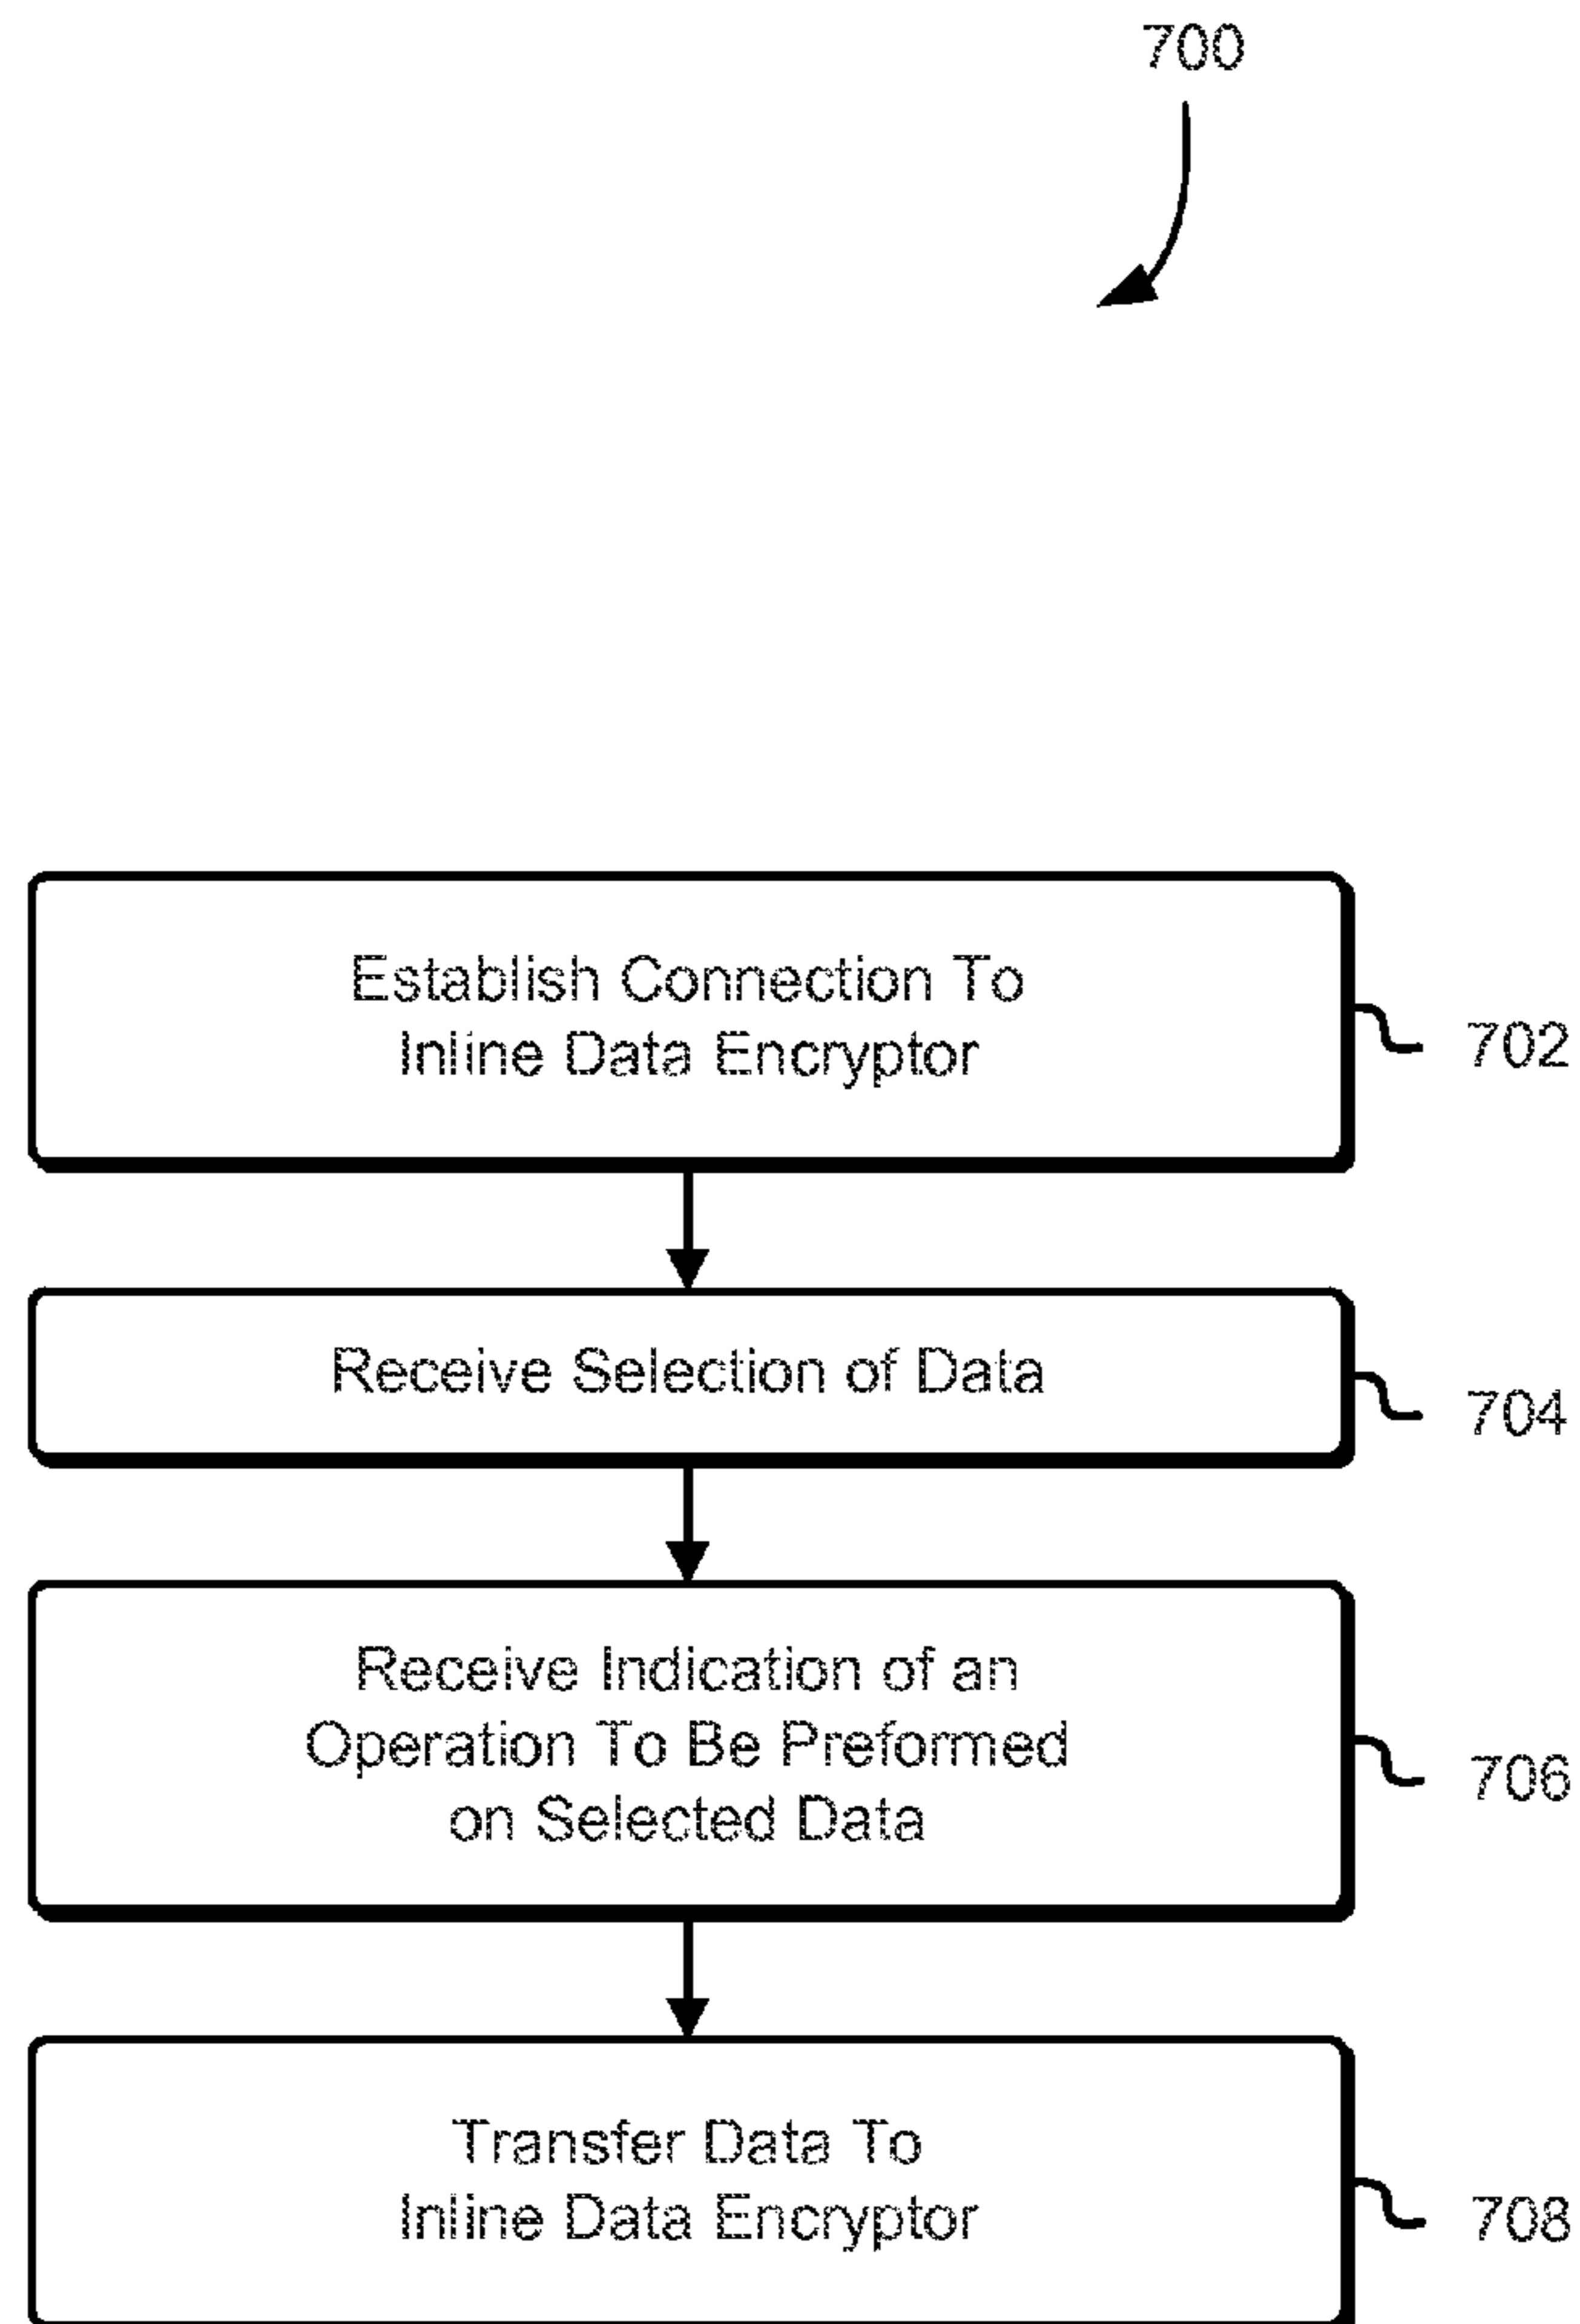 700
Establish Connection To
Inline Data Encryptor
702
Receive Selection of Data
704
Receive Indication of an
Operation To Be Preformed
on Selected Data
706
Transfer Data To
Inline Data Encryptor
708